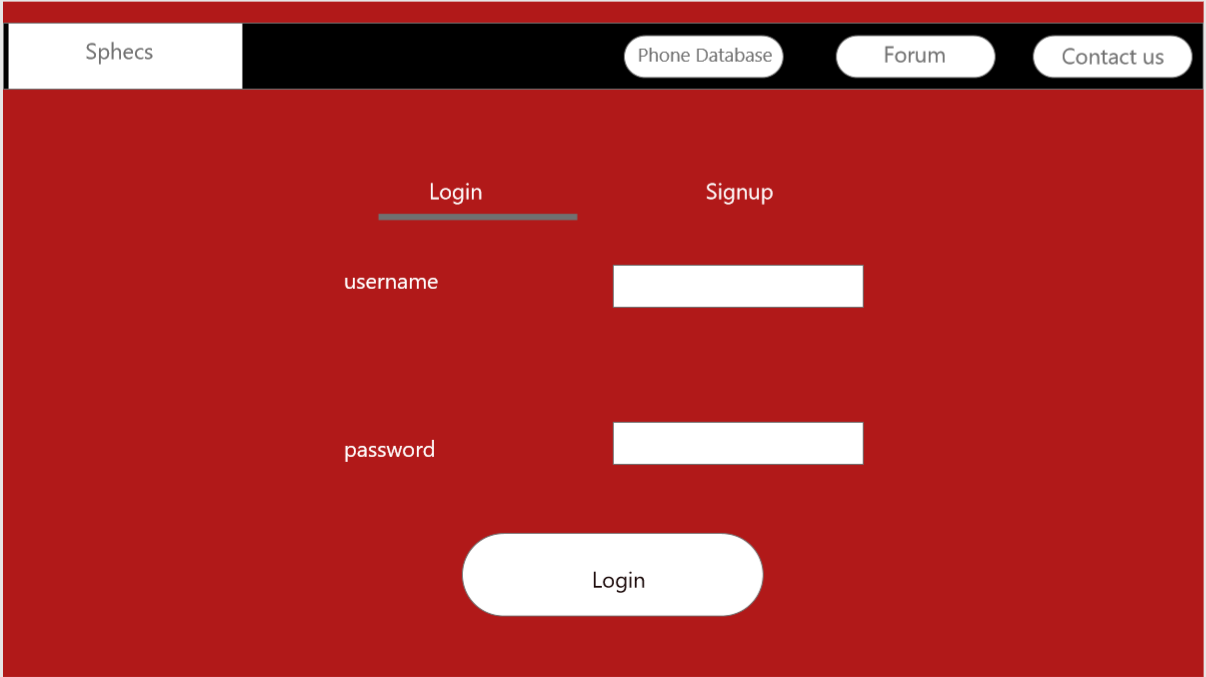 Sphecs
Phone Database
Forum
Contact us
Login
Signup
username
password
Login